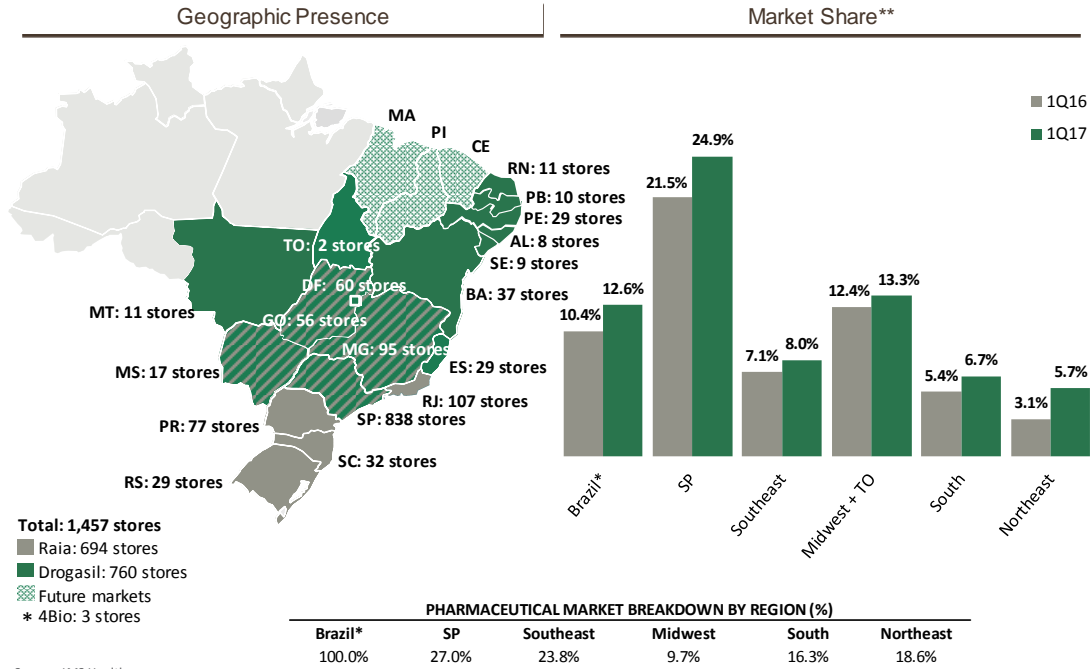 Geographic Presence
Market Share**
1Q16
1Q17
MA
PI
CE
RN: 11 stores
PB: 10 stores
PE: 29 stores
AL: 8 stores
SE: 9 stores
TO: 2 stores
DF: 60 stores
BA: 37 stores
MT: 11 stores
GO: 56 stores
MG: 95 stores
MS: 17 stores
ES: 29 stores
RJ: 107 stores
PR: 77 stores
SP: 838 stores
SC: 32 stores
RS: 29 stores
Total: 1,457 stores
Raia: 694 stores
Drogasil: 760 stores
Future markets
* 4Bio: 3 stores
10.4% 12.6%
21.5% 24.9%
7.1% 8.0%
12.4% 13.3%
5.4% 6.7%
3.1% 5.7%
Brazil*
SP
Southeast
Midwest + TO
South
Northeast
PHARMACEUTICAL MARKET BREAKDOWN BY REGION (%)
Brazil* SP Southeast Midwest South Northeast
100.0% 27.0% 23.8% 9.7% 16.3% 18.6%